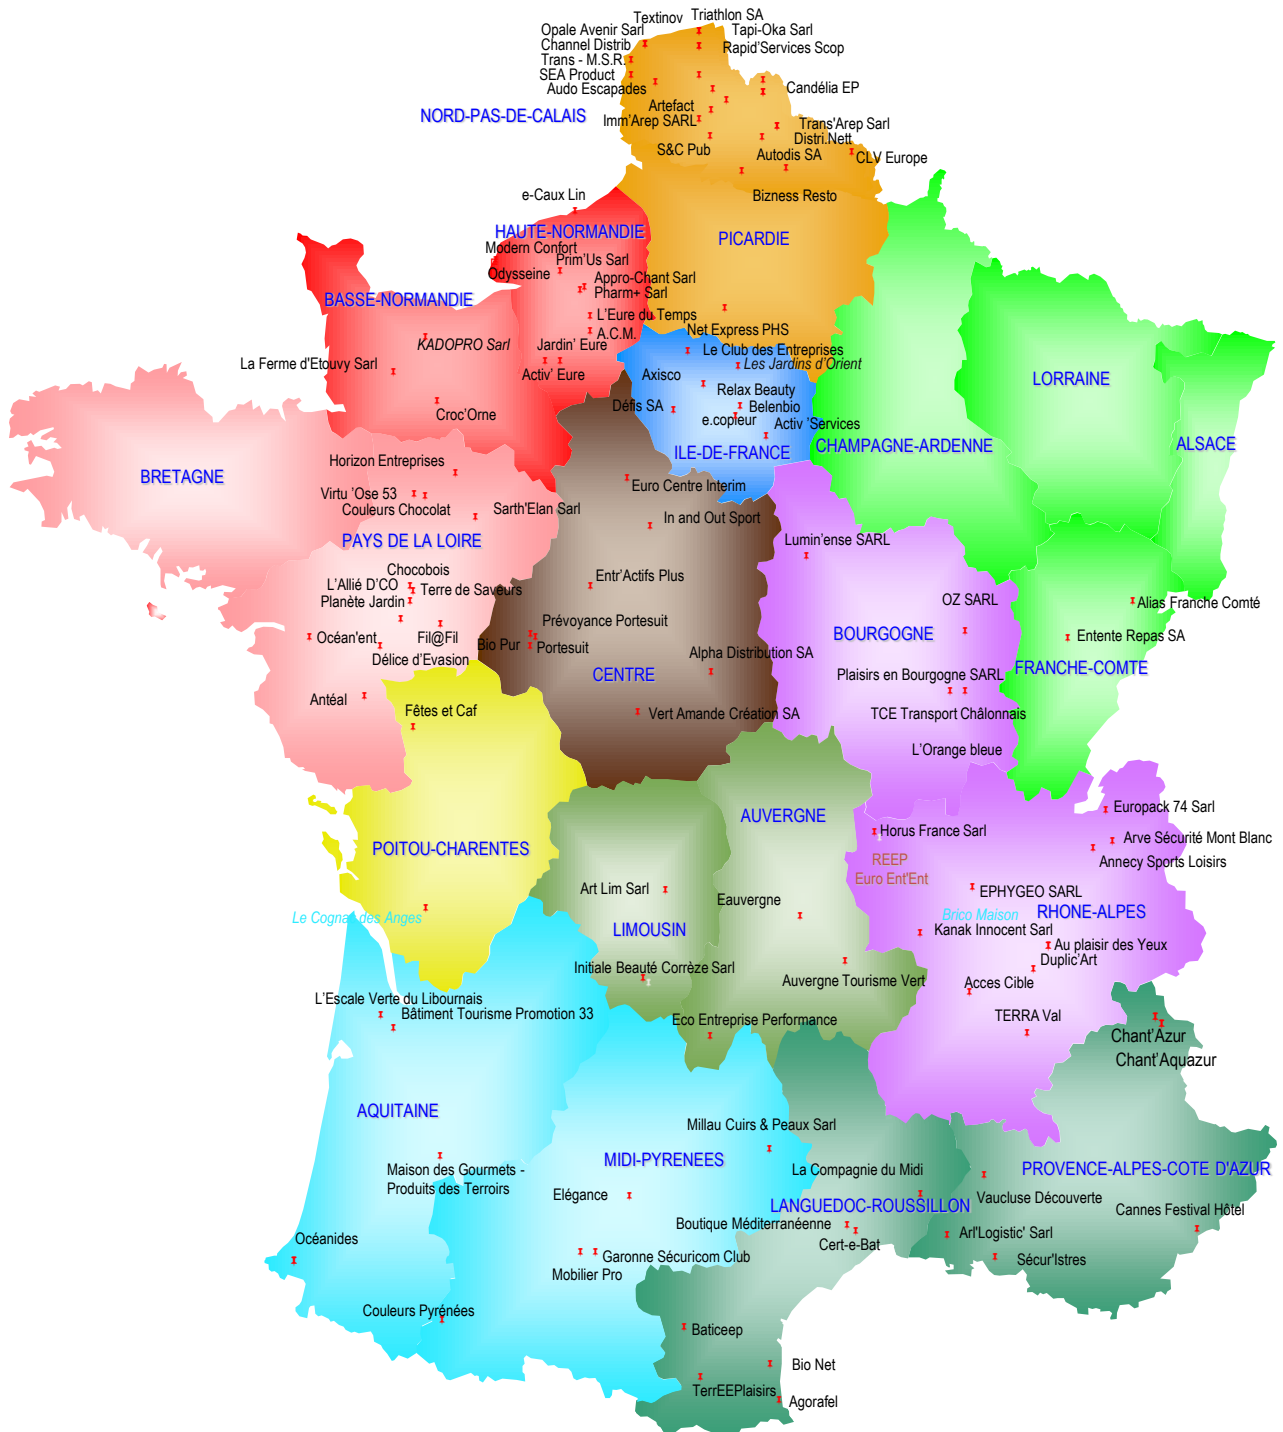 Textinov
Triathlon SA
Opale Avenir Sarl
Tapi-Oka Sarl
Channel Distrib
Rapid'Services Scop
Trans - M.S.R.
SEA Product
Audo Escapades
Candélia EP
Artefact
NORD-PAS-DE-CALAIS
Imm'Arep SARL
Trans'Arep Sarl
Distri.Nett
S&C Pub
Autodis SA
CLV Europe
Bizness Resto
e-Caux Lin
HAUTE-NORMANDIE
PICARDIE
Modern Confort
Prim'Us Sarl
Odysseine
Appro-Chant Sarl
Pharm+ Sarl
BASSE-NORMANDIE
L'Eure du Temps
Net Express PHS
A.C.M.
KADOPRO Sarl
Jardin' Eure
Le Club des Entreprises
La Ferme d'Etouvy Sarl
Les Jardins d'Orient
Activ' Eure
Axisco
LORRAINE
Relax Beauty
Croc'Orne
Défis SA
Belenbio
e.copieur
Activ 'Services
ILE-DE-FRANCE
CHAMPAGNE-ARDENNE
ALSACE
Horizon Entreprises
BRETAGNE
Euro Centre Interim
Virtu 'Ose 53
Couleurs Chocolat
Sarth'Elan Sarl
In and Out Sport
PAYS DE LA LOIRE
Lumin'ense SARL
Chocobois
L'Allié D'CO
Terre de Saveurs
Entr'Actifs Plus
Planète Jardin
OZ SARL
Alias Franche Comté
Prévoyance Portesuit
Océan'ent
Fil@Fil
BOURGOGNE
Entente Repas SA
Bio Pur
Portesuit
Délice d'Evasion
Alpha Distribution SA
FRANCHE-COMTE
CENTRE
Plaisirs en Bourgogne SARL
Antéal
Fêtes et Caf
Vert Amande Création SA
TCE Transport Châlonnais
L'Orange bleue
Europack 74 Sarl
AUVERGNE
Horus France Sarl
Arve Sécurité Mont Blanc
POITOU-CHARENTES
REEP
Annecy Sports Loisirs
Euro Ent'Ent
Art Lim Sarl
EPHYGEO SARL
Eauvergne
Le Cognac des Anges
Brico Maison
RHONE-ALPES
LIMOUSIN
Kanak Innocent Sarl
Au plaisir des Yeux
Duplic'Art
Initiale Beauté Corrèze Sarl
Auvergne Tourisme Vert
Acces Cible
L'Escale Verte du Libournais
Bâtiment Tourisme Promotion 33
Eco Entreprise Performance
TERRA Val
Chant'Azur
Chant'Aquazur
AQUITAINE
Millau Cuirs & Peaux Sarl
MIDI-PYRENEES
Maison des Gourmets -
Produits des Terroirs
La Compagnie du Midi
PROVENCE-ALPES-COTE D'AZUR
Elégance
Vaucluse Découverte
LANGUEDOC-ROUSSILLON
Cannes Festival Hôtel
Boutique Méditerranéenne
Arl'Logistic' Sarl
Océanides
Cert-e-Bat
Garonne Sécuricom Club
Sécur'Istres
Mobilier Pro
Couleurs Pyrénées
Baticeep
Bio Net
TerrEEPlaisirs
Agorafel